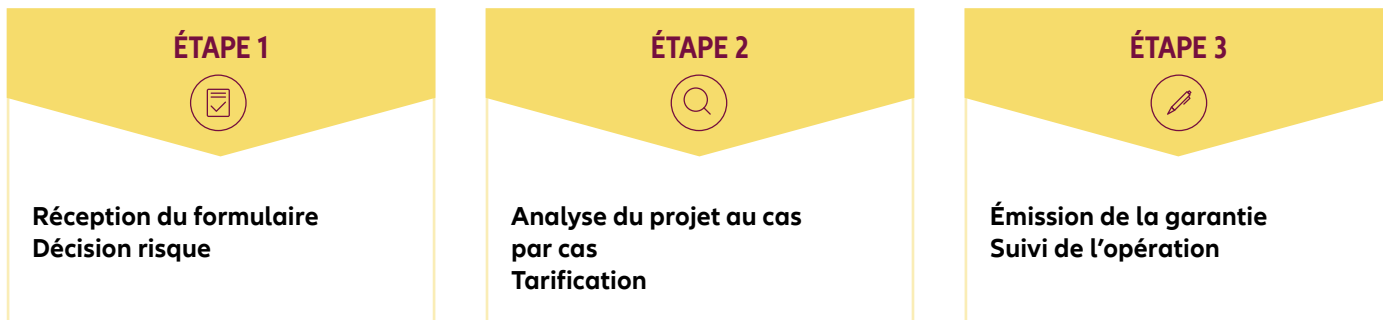 ÉTAPE 1
Réception du formulaire
Décision risque
ÉTAPE 2
Analyse du projet au cas
par cas
Tarification
ÉTAPE 3
Émission de la garantie
Suivi de l’opération